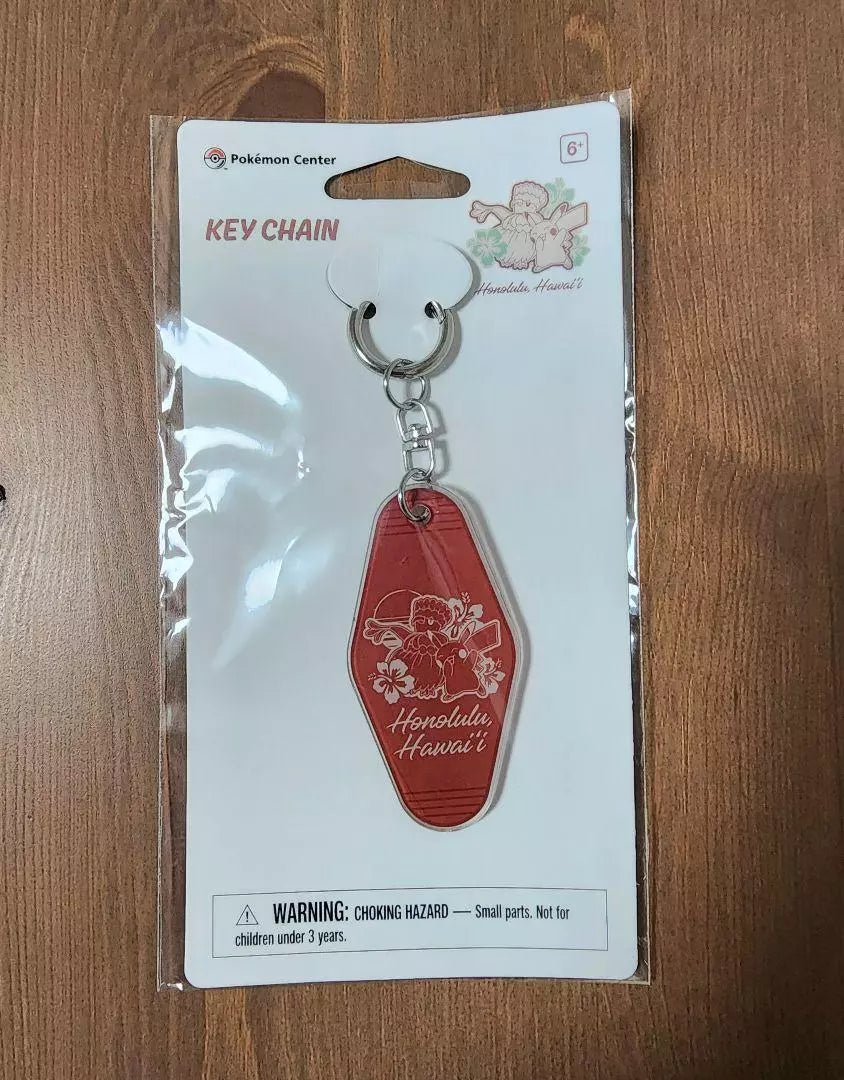 Pokémon Center
6+
KEY CHAIN
Honolulu, Hawai'i
Honolulu,
Hawai'i
WARNING: CHOKING HAZARD — Small parts. Not for
children under 3 years.